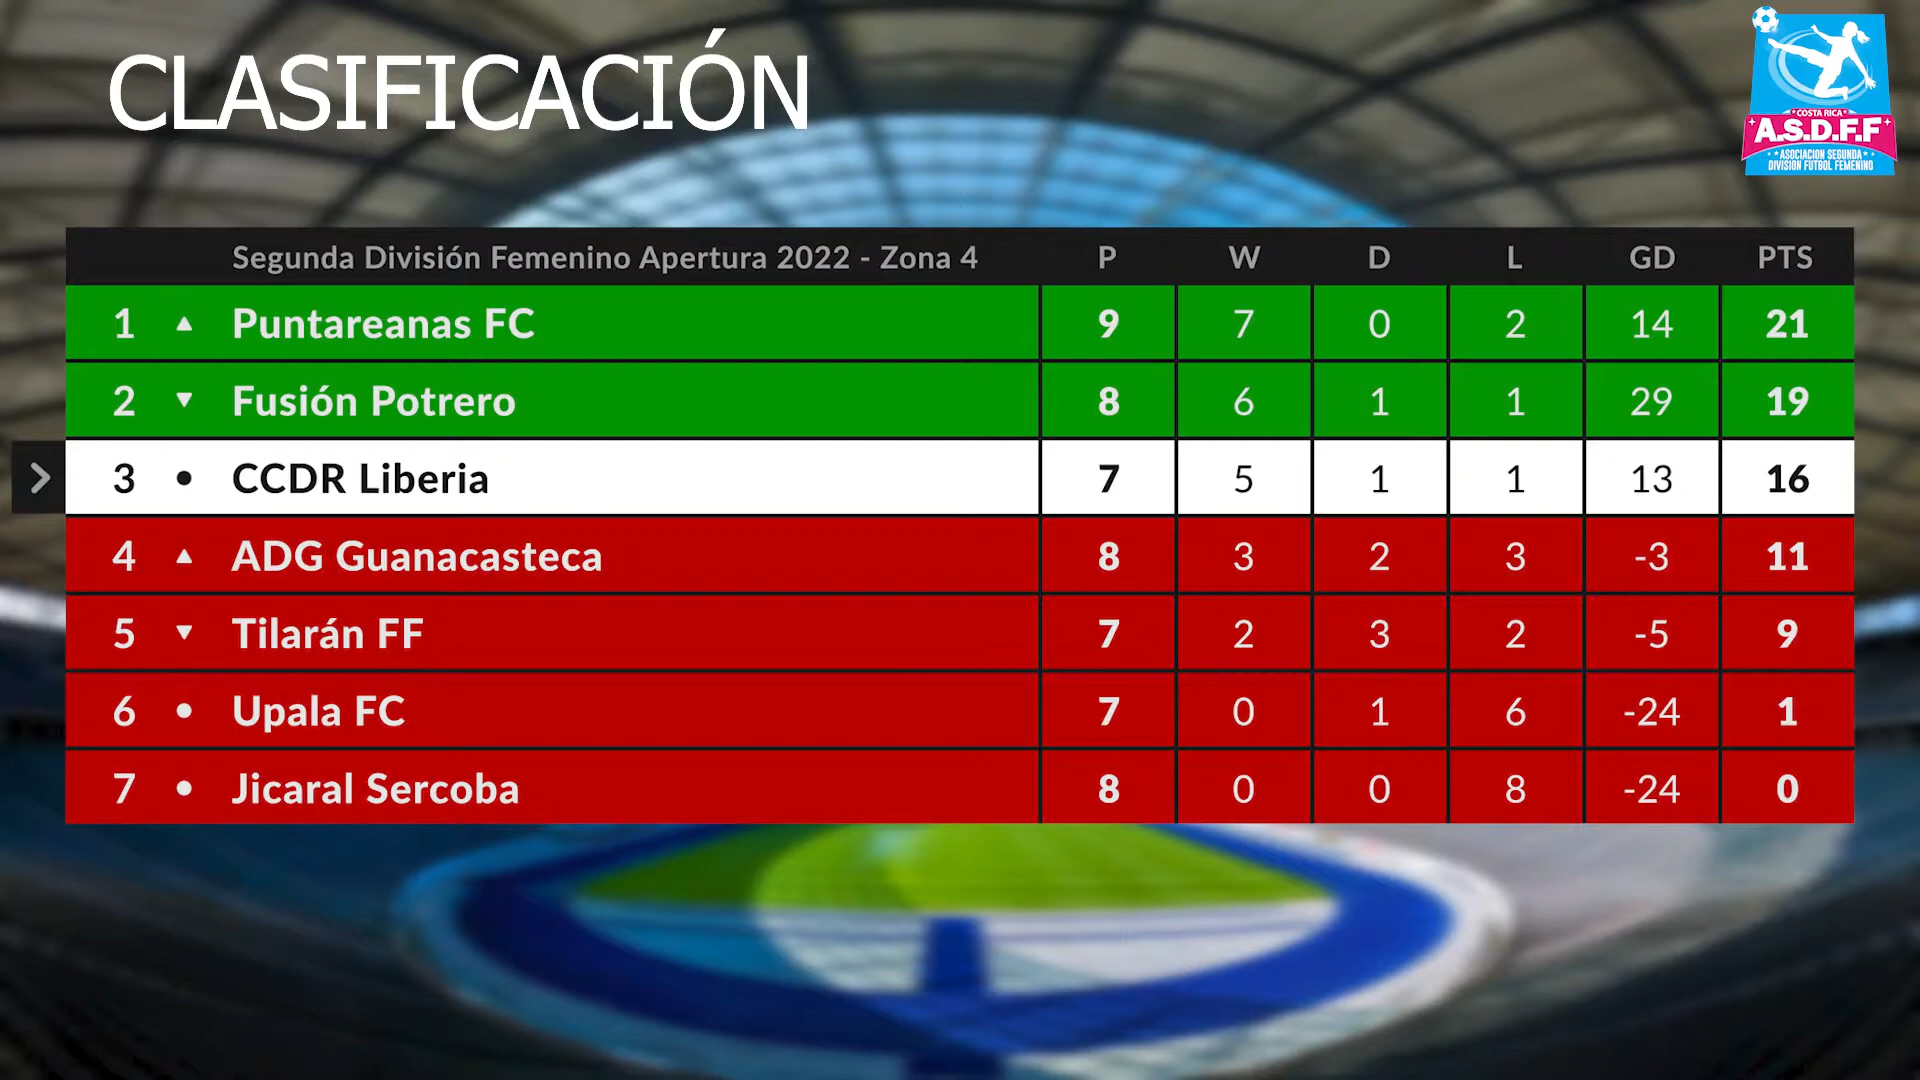 CLASIFICACIÓN
COSTA RICA
A.S.D.F.F
ASOCIACION SEGUNDA
DIVISION FUTBOL FEMENINO
Segunda División Femenino Apertura 2022 - Zona 4 P W D L GD PTS
1 ▲ Puntareanas FC 9 7 0 2 14 21
2 ▼ Fusión Potrero 8 6 1 1 29 19
3 • CCDR Liberia 7 5 1 1 13 16
4 ▲ ADG Guanacasteca 8 3 2 3 -3 11
5 ▼ Tilarán FF 7 2 3 2 -5 9
6 • Upala FC 7 0 1 6 -24 1
7 • Jicaral Sercoba 8 0 0 8 -24 0